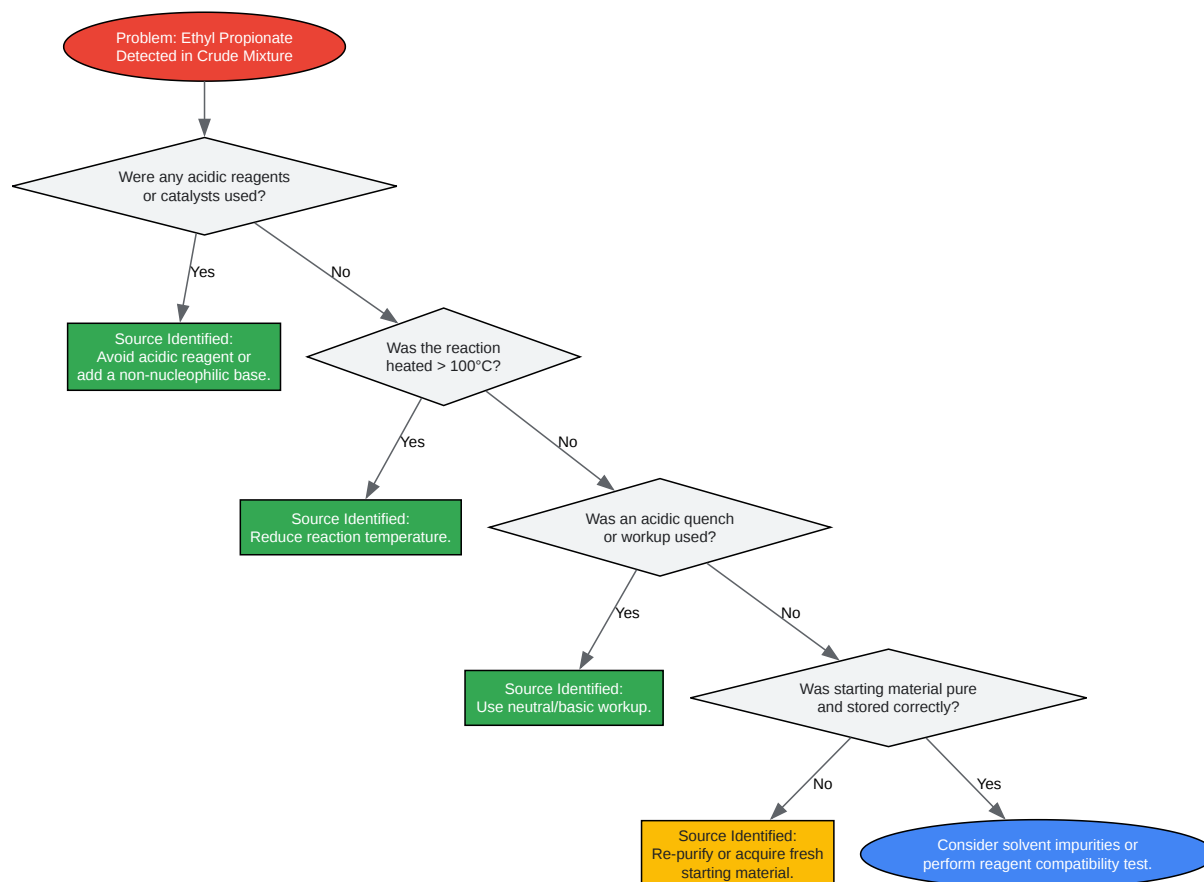 Problem: Ethyl Propionate
Detected in Crude Mixture
Were any acidic reagents
or catalysts used?
Yes
No
Source Identified:
Avoid acidic reagent or
add a non-nucleophilic base.
Was the reaction
heated > 100°C?
Yes
No
Source Identified:
Reduce reaction temperature.
Was an acidic quench
or workup used?
Yes
No
Source Identified:
Use neutral/basic workup.
Was starting material pure
and stored correctly?
No
Yes
Source Identified:
Re-purify or acquire fresh
starting material.
Consider solvent impurities or
perform reagent compatibility test.